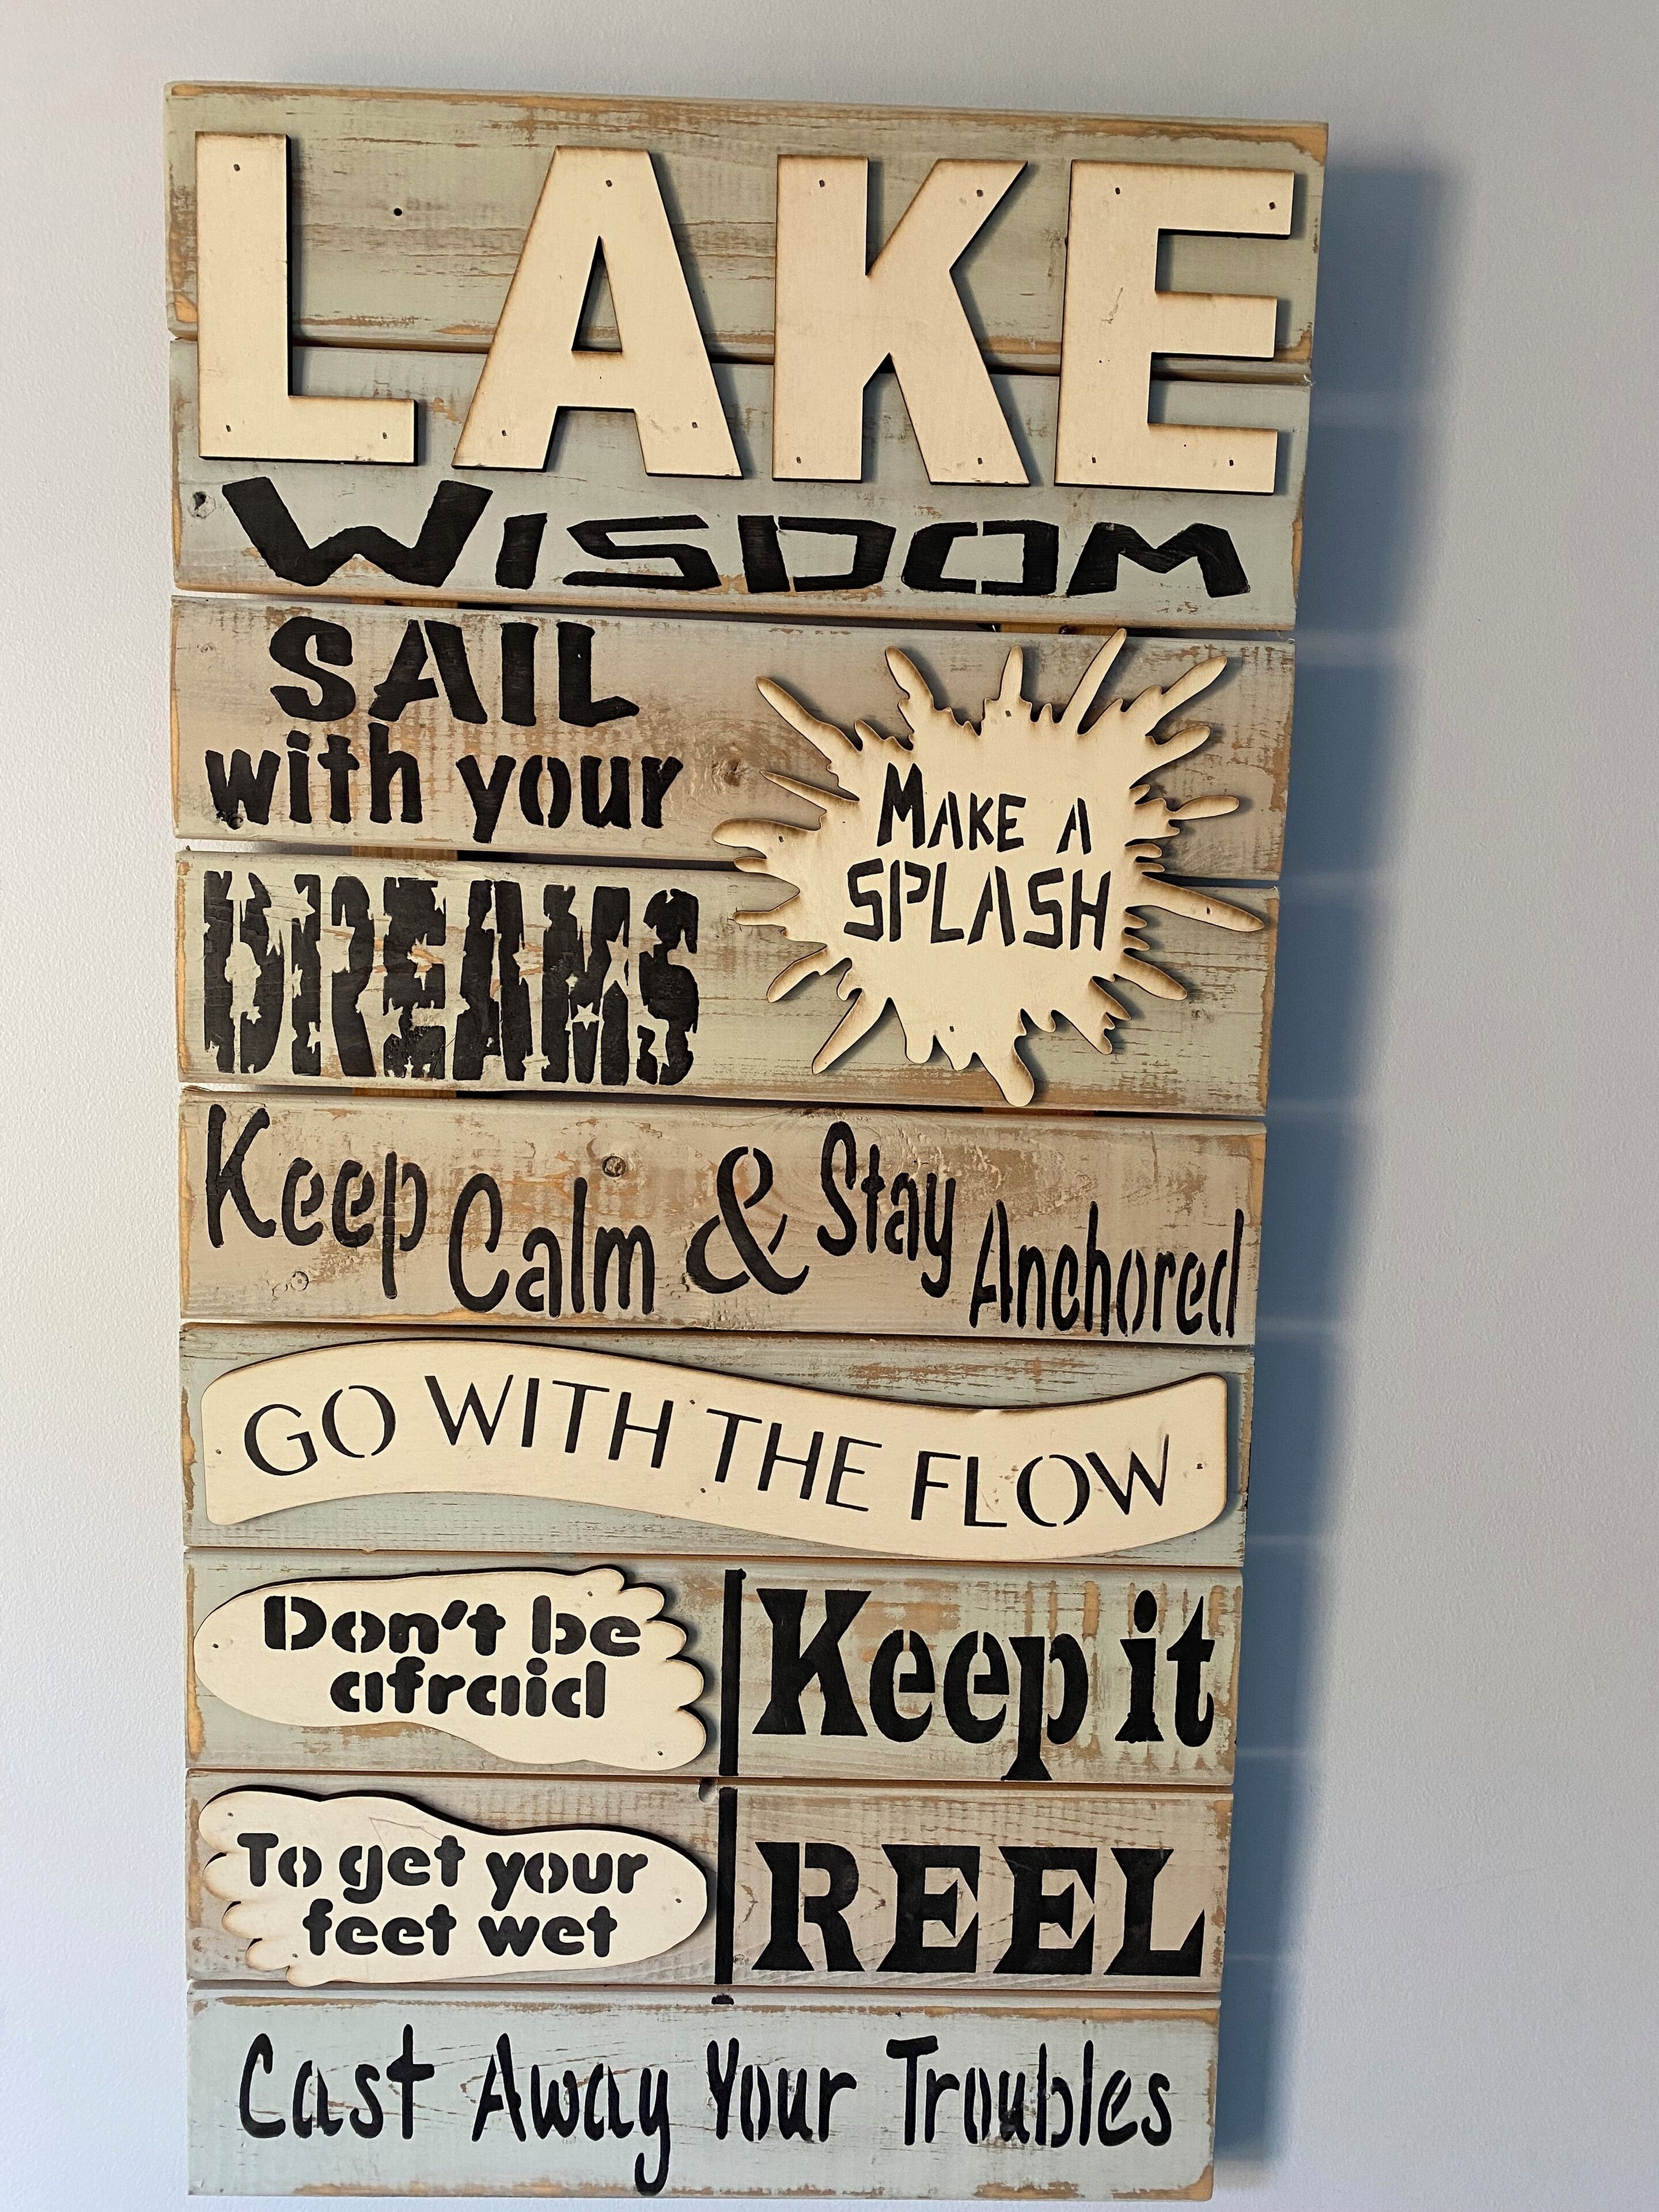 LAKE
WISDOM
SAIL
with your
DREAMS
MAKE A
SPLASH
Keep Calm & Stay Anchored
GO WITH THE FLOW
Don't be
afraid
To get your
feet wet
Keep it
REEL
Cast Away Your Troubles